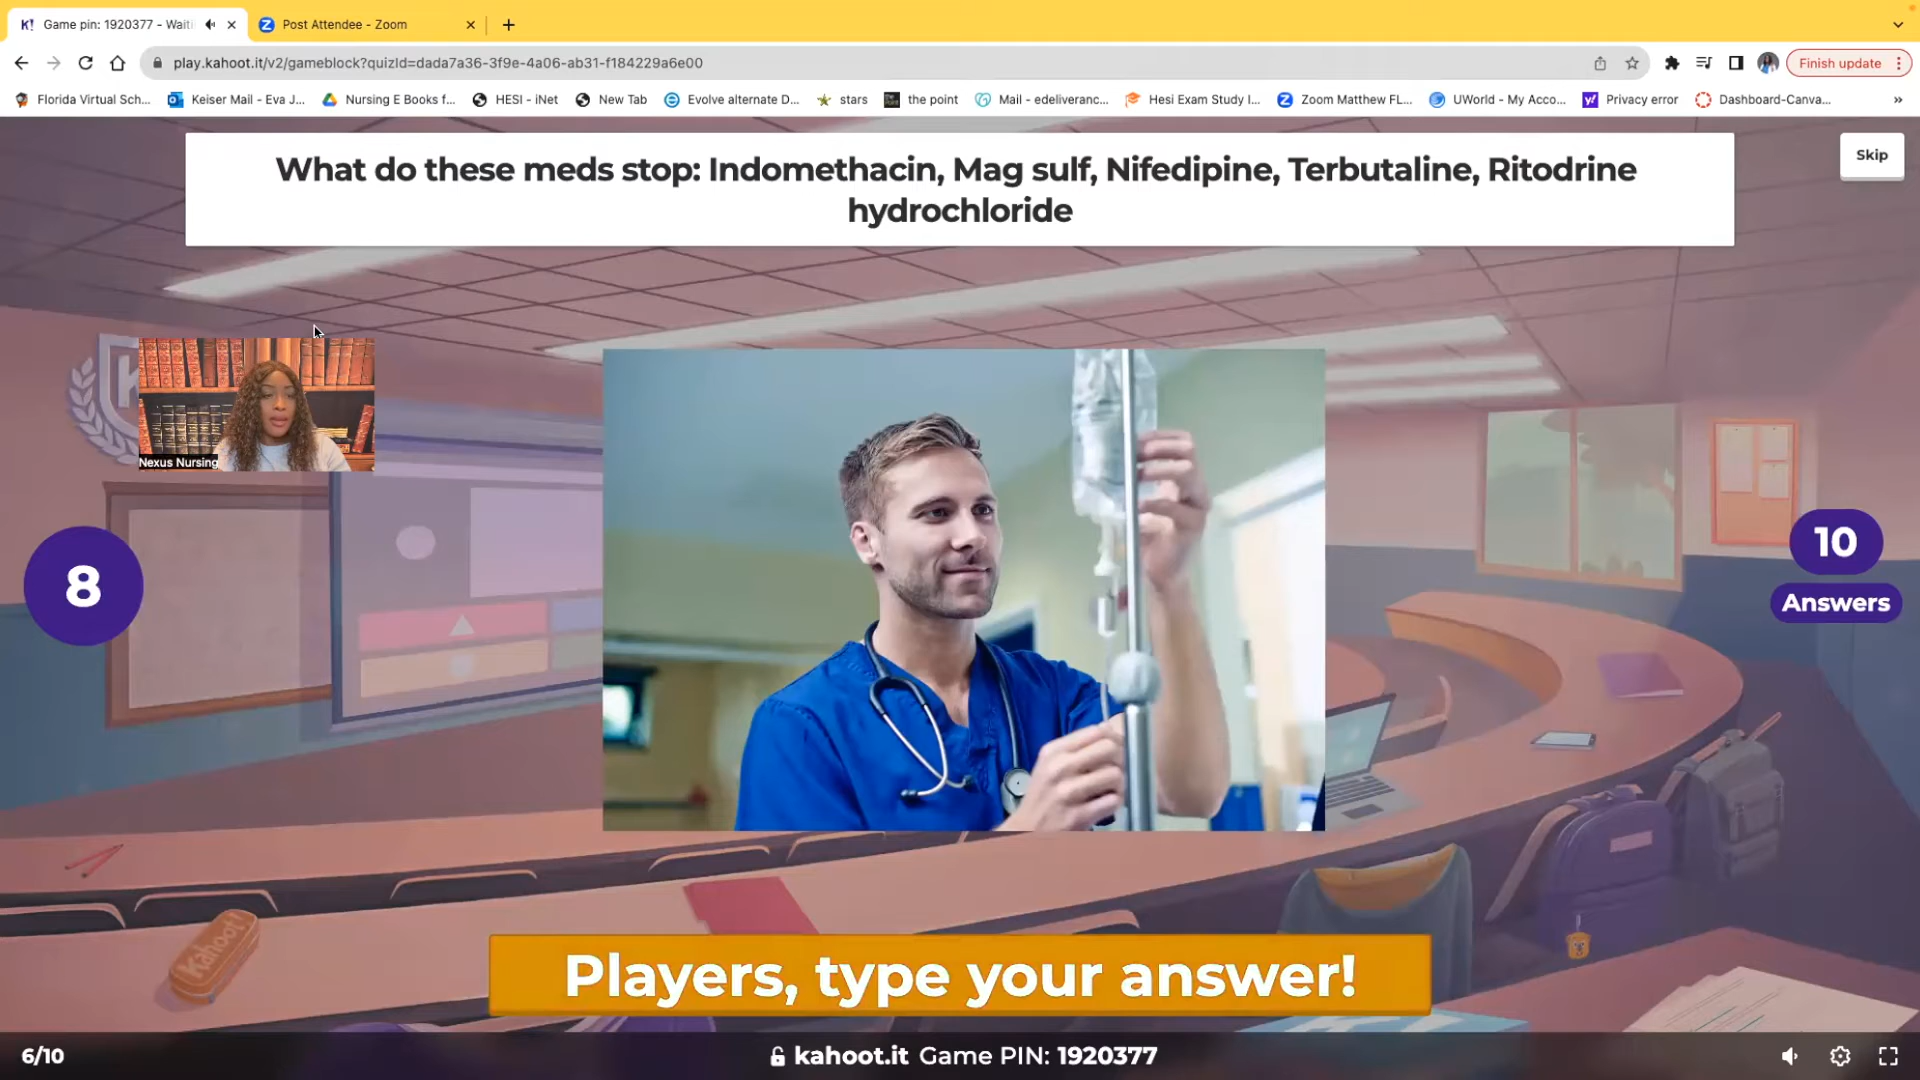 Game pin: 1920377 - Waiti
Post Attendee - Zoom
play.kahoot.it/v2/gameblock?quizId=dada7a36-3f9e-4a06-ab31-f184229a6e00
Finish update
Florida Virtual Sch...
Keiser Mail - Eva J...
Nursing E Books f...
HESI - iNet
New Tab
Evolve alternate D...
stars
the point
Mail - edeliveranc...
Hesi Exam Study I...
Zoom Matthew FL...
UWorld - My Acco...
Privacy error
Dashboard-Canva...
What do these meds stop: Indomethacin, Mag sulf, Nifedipine, Terbutaline, Ritodrine
hydrochloride
Skip
Nexus Nursing
8
10
Answers
Kahoot!
Players, type your answer!
6/10
kahoot.it Game PIN: 1920377